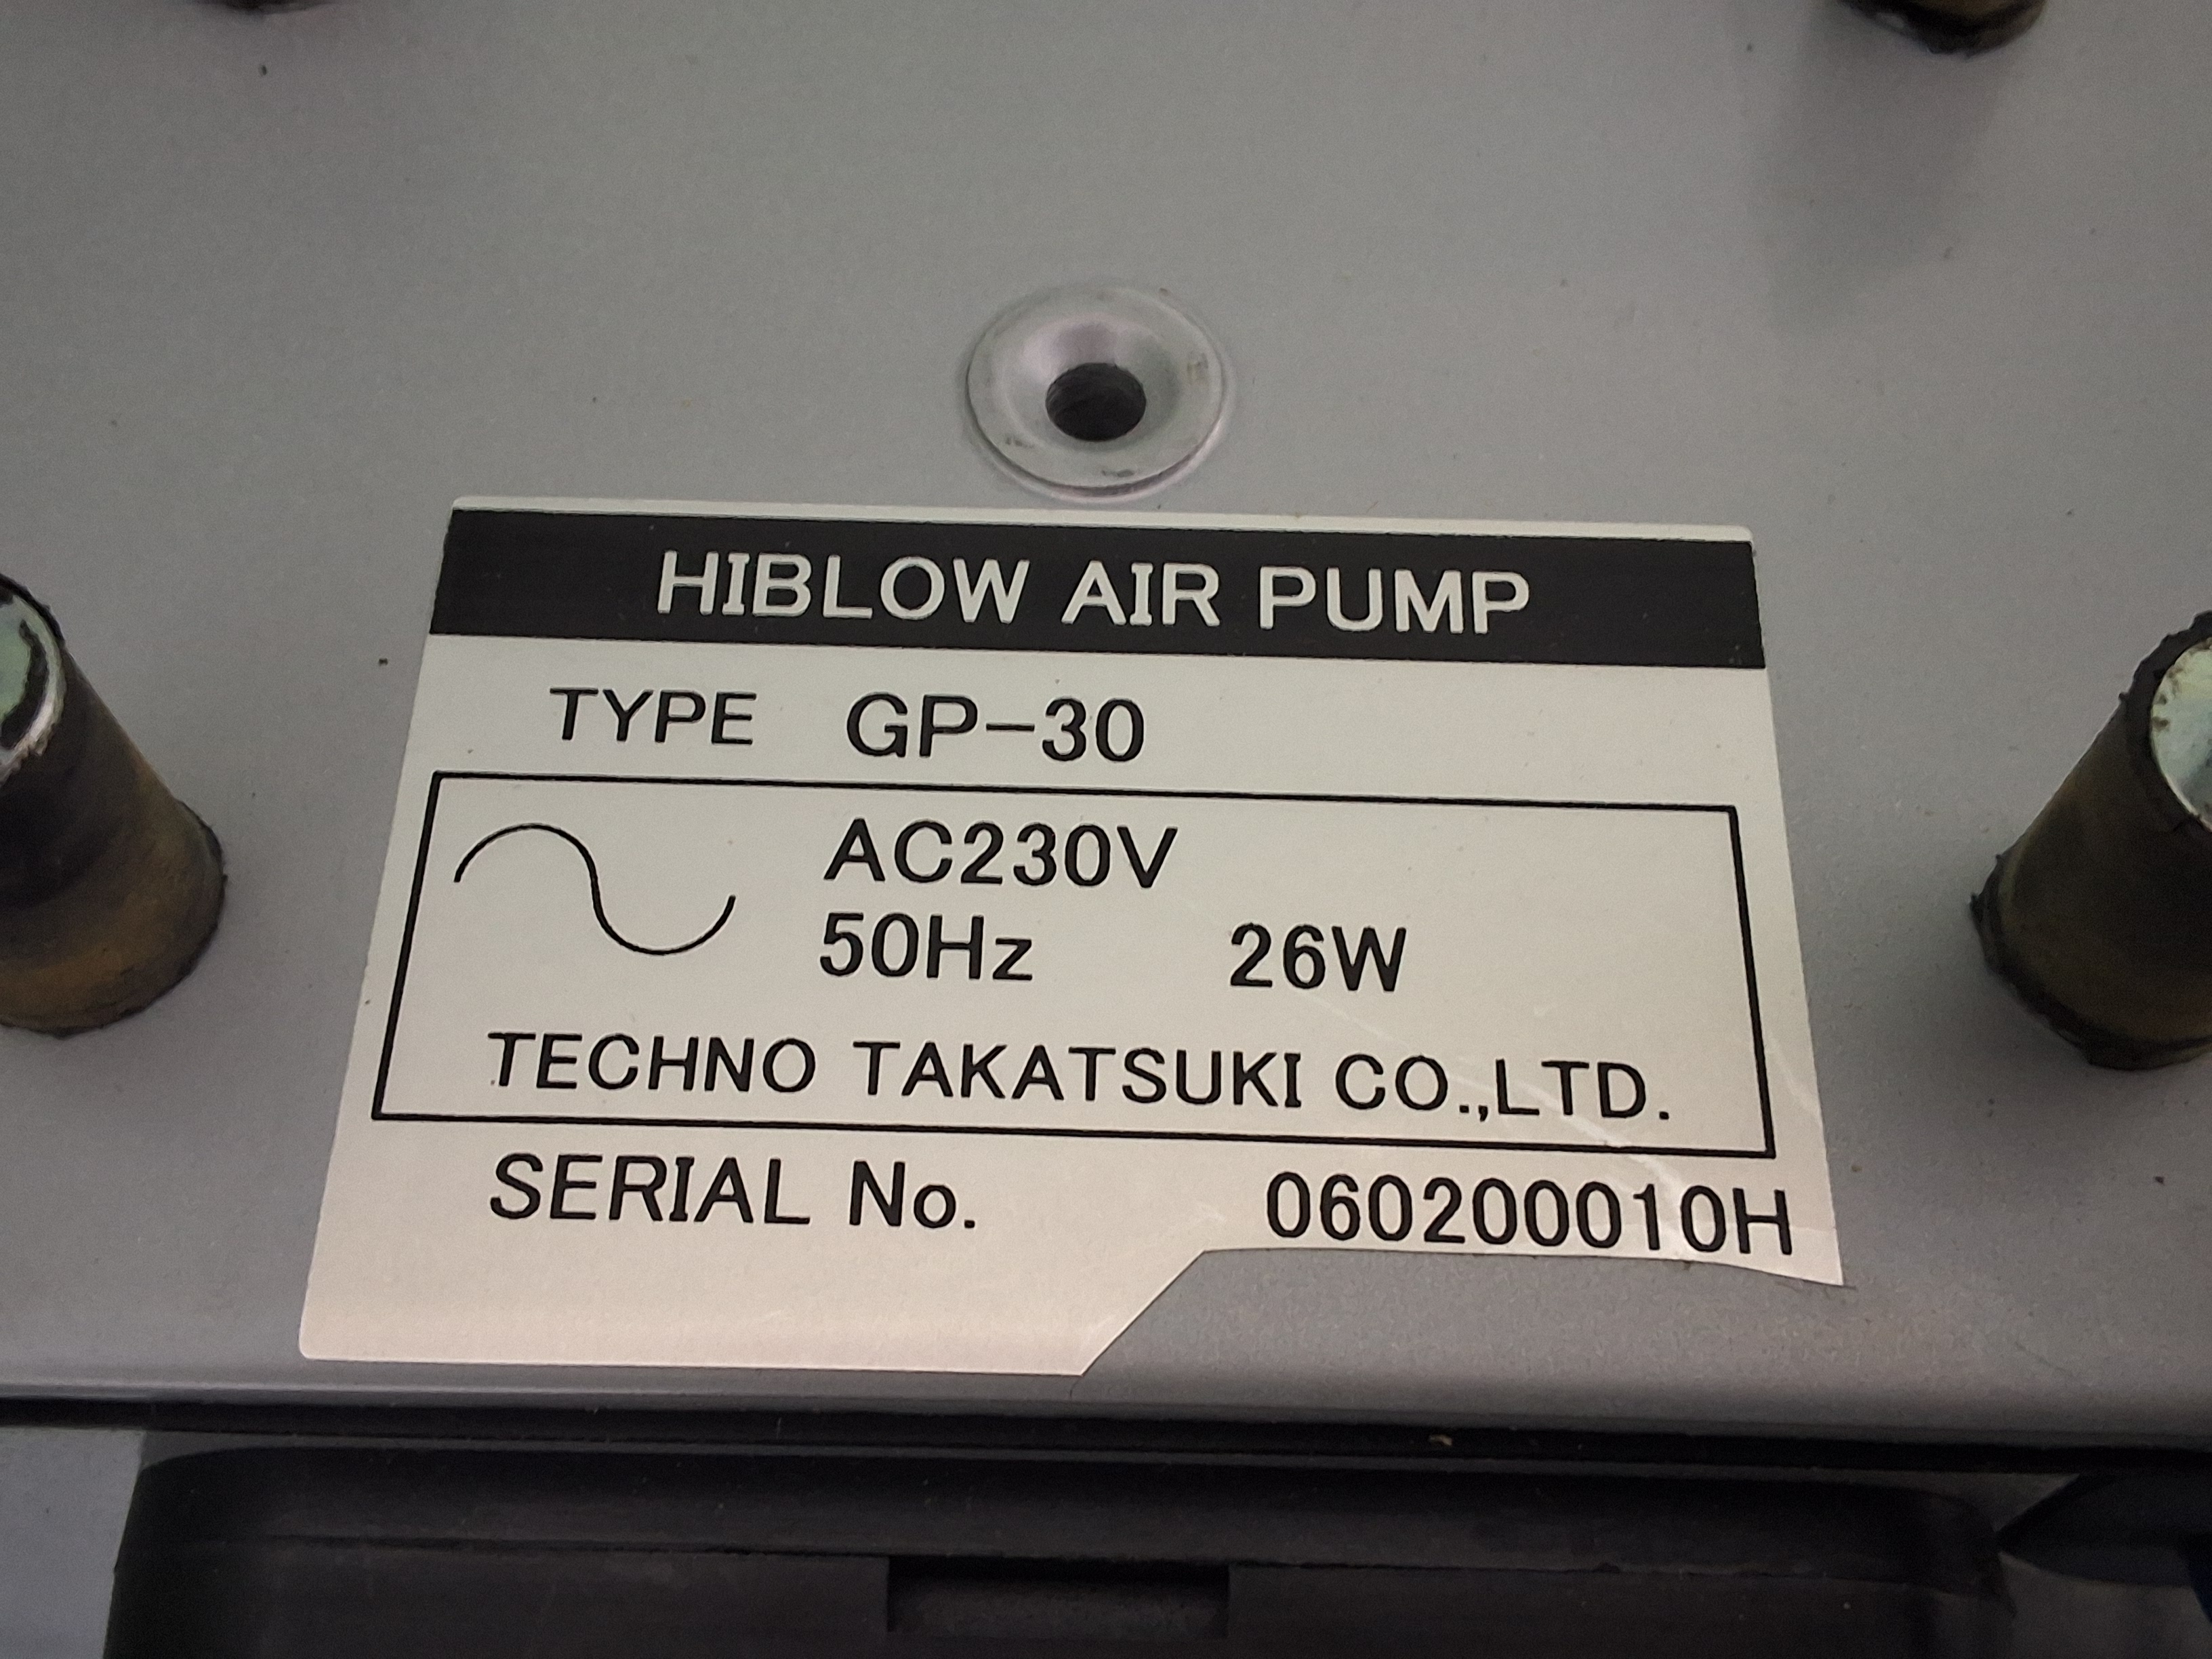 HIBLOW AIR PUMP
TYPE GP-30
AC230V
50Hz 26W
TECHNO TAKATSUKI CO.,LTD.
SERIAL No. 060200010H